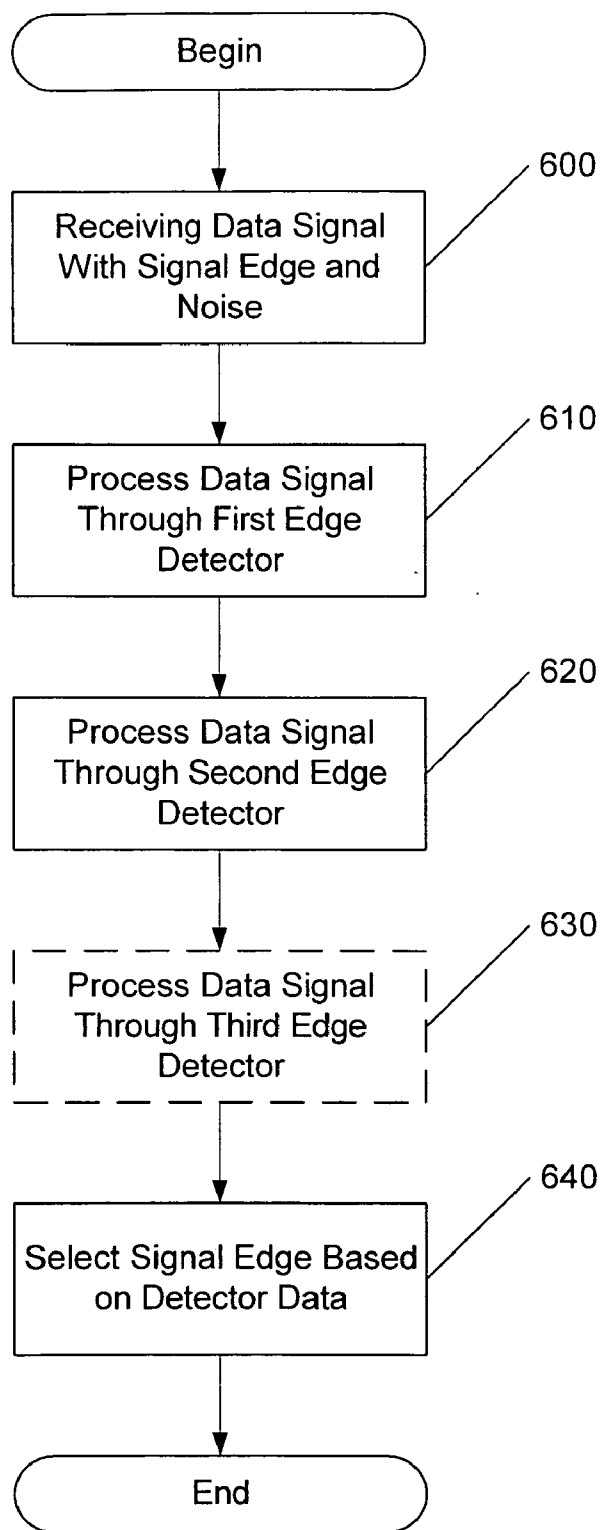 Begin
600
Receiving Data Signal
With Signal Edge and
Noise
610
Process Data Signal
Through First Edge
Detector
620
Process Data Signal
Through Second Edge
Detector
630
Process Data Signal
Through Third Edge
Detector
640
Select Signal Edge Based
on Detector Data
End